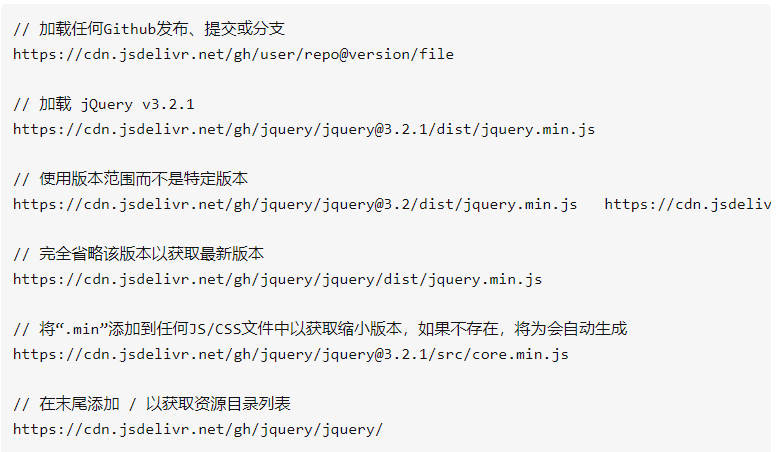 // 加载任何Github发布、提交或分支
https://cdn.jsdelivr.net/gh/user/repo@version/file
// 加载 jQuery v3.2.1
https://cdn.jsdelivr.net/gh/jquery/jquery@3.2.1/dist/jquery.min.js
// 使用版本范围而不是特定版本
https://cdn.jsdelivr.net/gh/jquery/jquery@3.2/dist/jquery.min.js   https://cdn.jsdeliv
// 完全省略该版本以获取最新版本
https://cdn.jsdelivr.net/gh/jquery/jquery/dist/jquery.min.js
// 将“.min”添加到任何JS/CSS文件中以获取缩小版本，如果不存在，将为会自动生成
https://cdn.jsdelivr.net/gh/jquery/jquery@3.2.1/src/core.min.js
// 在末尾添加 / 以获取资源目录列表
https://cdn.jsdelivr.net/gh/jquery/jquery/